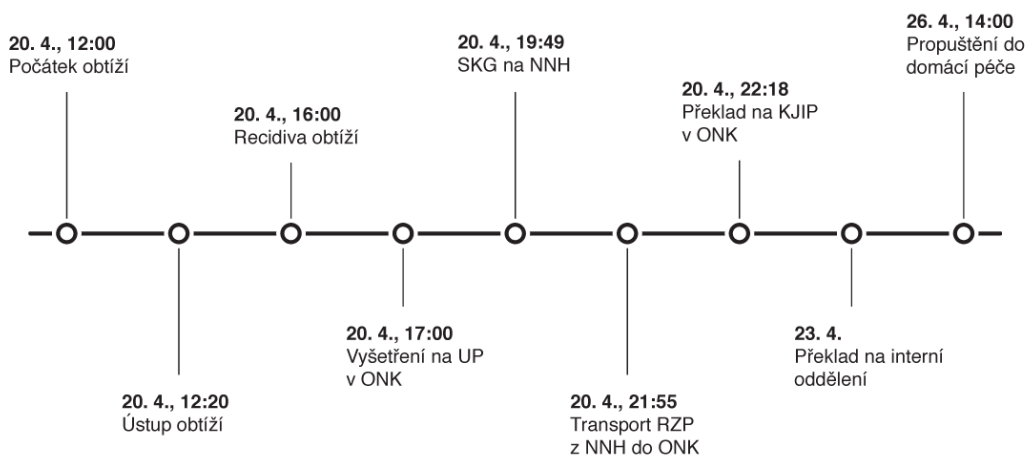 20. 4., 12:00
Počátek obtíží
20. 4., 12:20
Ústup obtíží
20. 4., 16:00
Recidiva obtíží
20. 4., 17:00
Vyšetření na UP
v ONK
20. 4., 19:49
SKG na NNH
20. 4., 21:55
Transport RZP
z NNH do ONK
20. 4., 22:18
Překlad na KJIP
v ONK
23. 4.
Překlad na interní
oddělení
26. 4., 14:00
Propuštění do
domácí péče